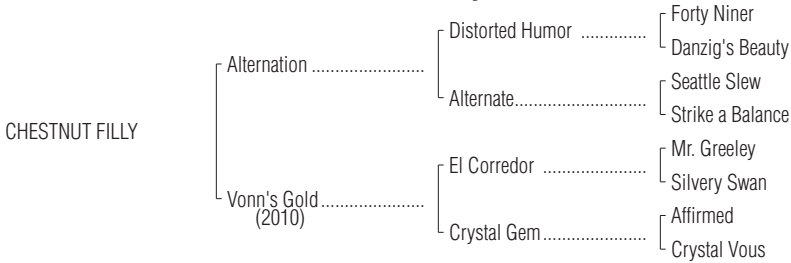 Forty Niner
Distorted Humor ..............
Danzig's Beauty
Alternation ........................
Seattle Slew
Alternate............................
Strike a Balance
CHESTNUT FILLY
Mr. Greeley
El Corredor ......................
Silvery Swan
Vonn's Gold......................
(2010)
Affirmed
Crystal Gem......................
Crystal Vous